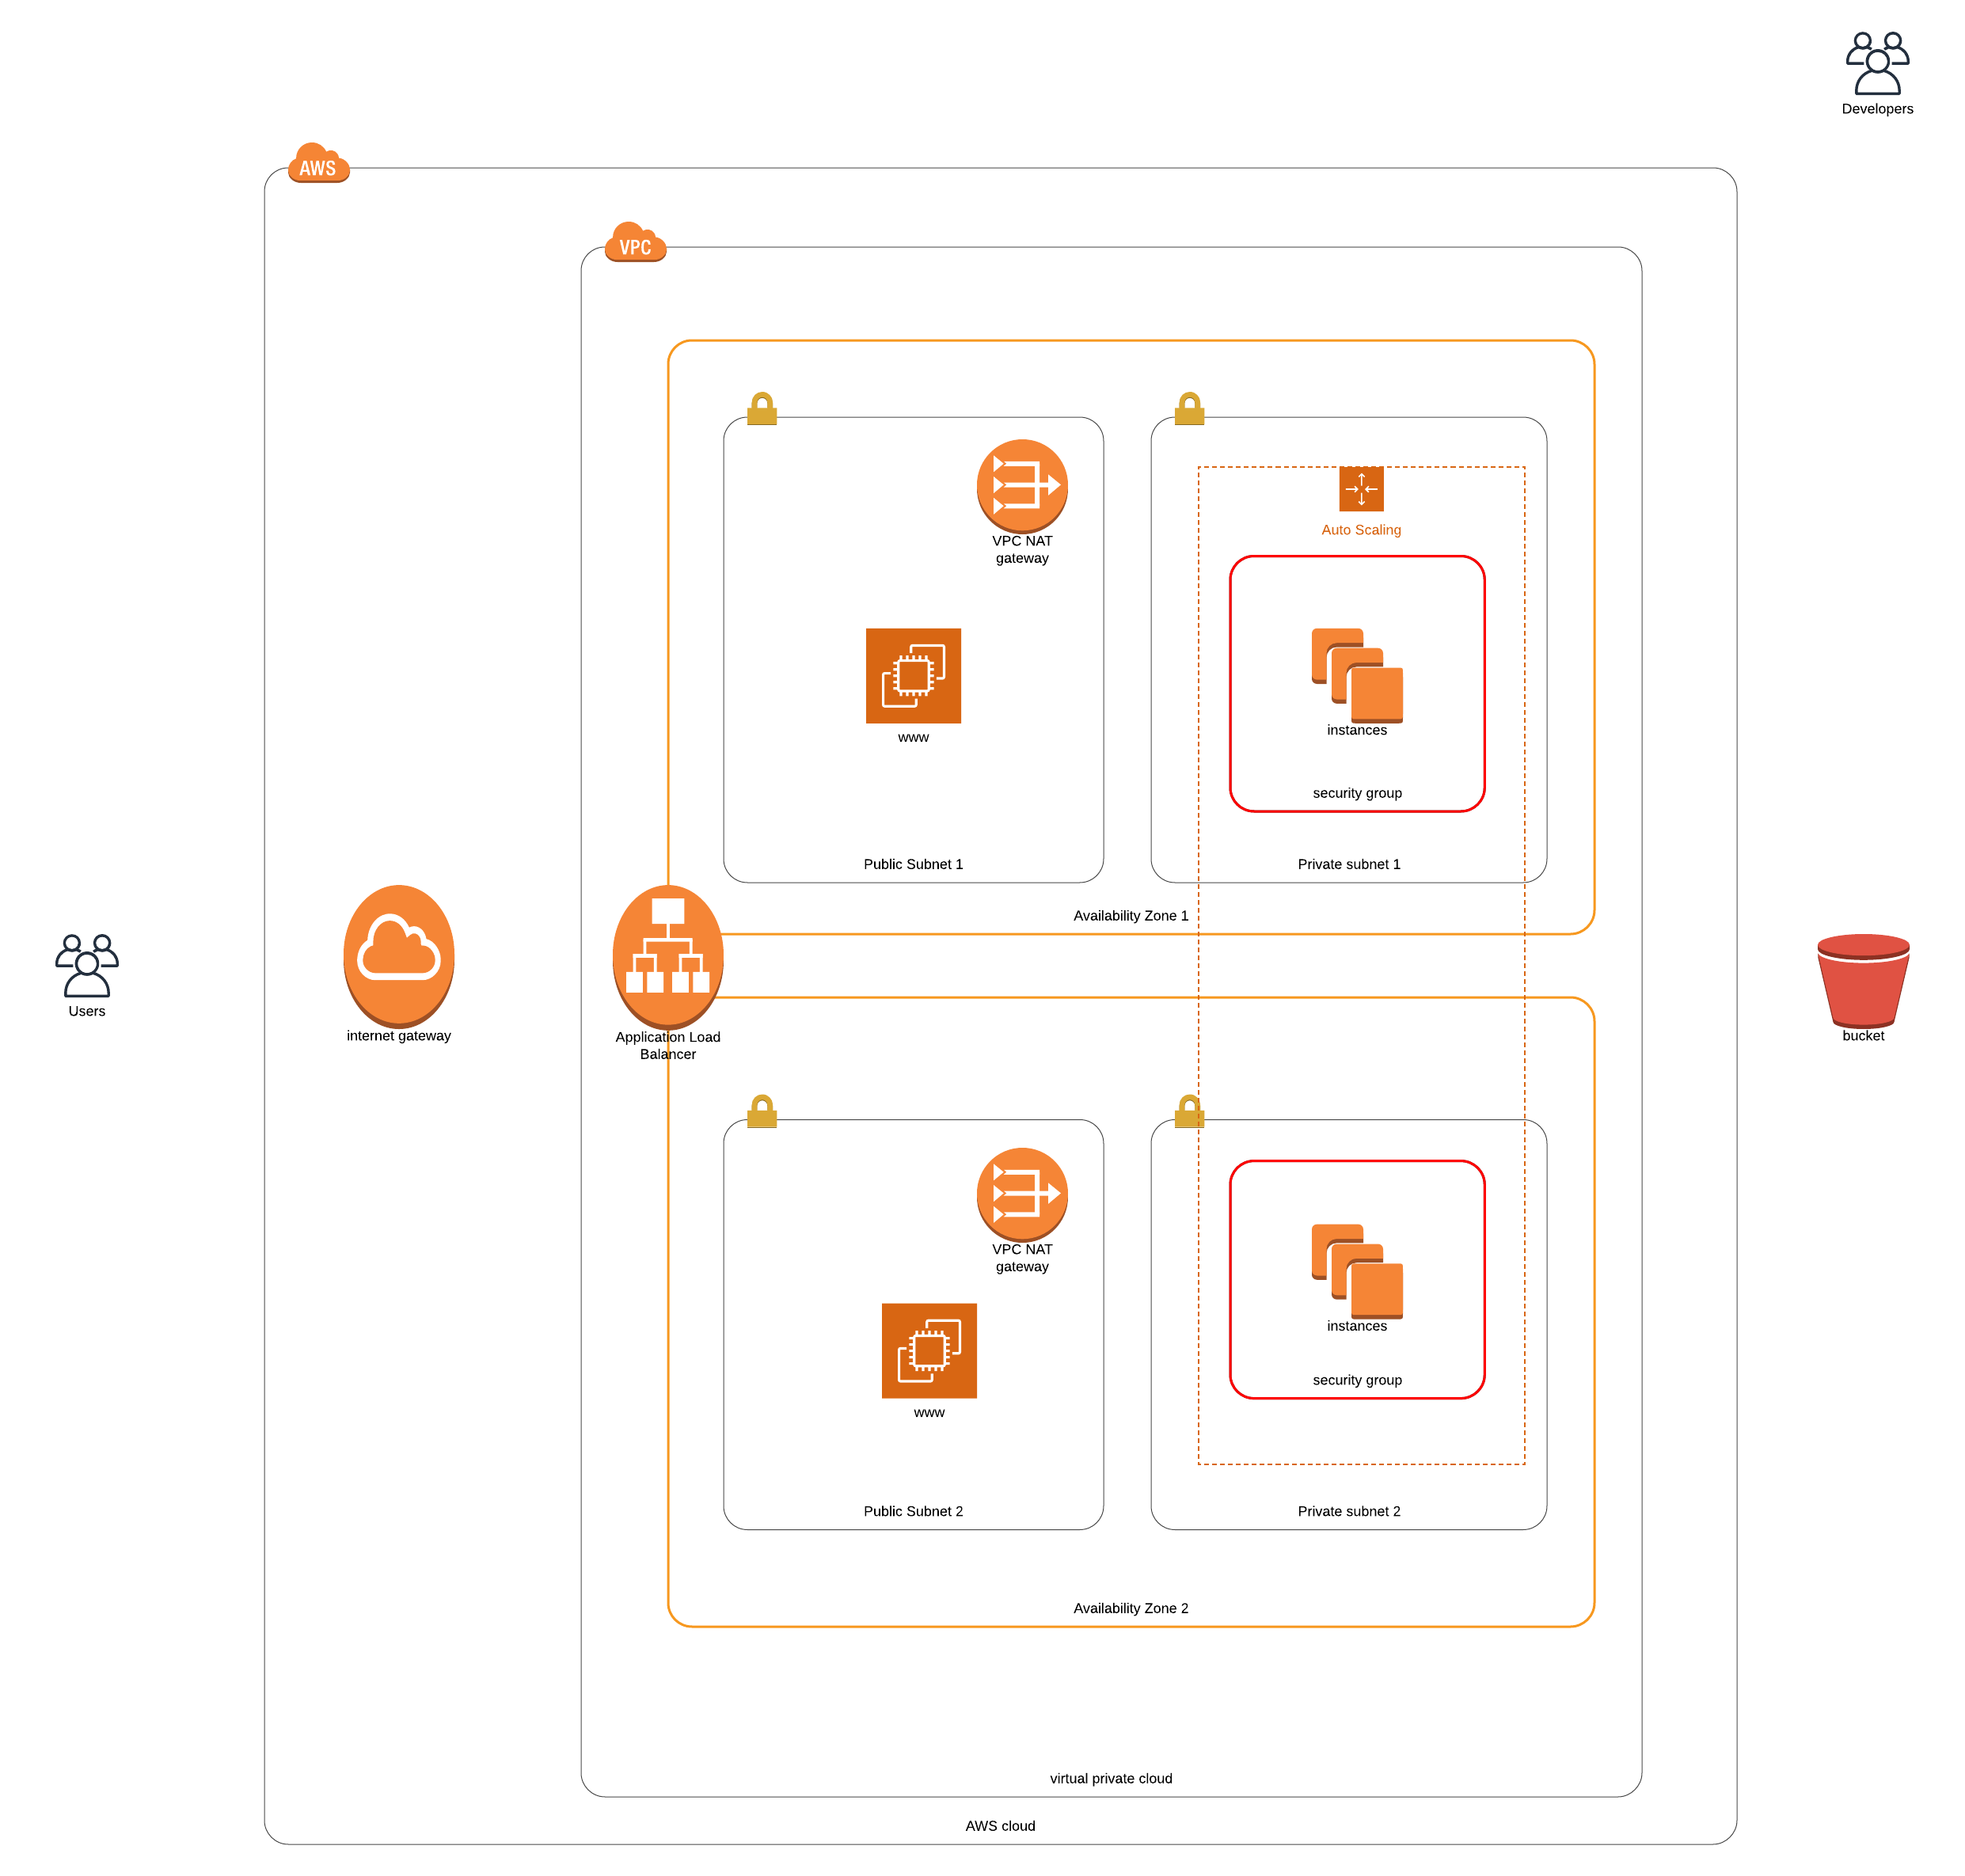 Developers
AWS
VPC
VPC NAT
gateway
Auto Scaling
www
instances
security group
Public Subnet 1
Private subnet 1
Availability Zone 1
Users
internet gateway
Application Load
Balancer
bucket
VPC NAT
gateway
instances
security group
www
Public Subnet 2
Private subnet 2
Availability Zone 2
virtual private cloud
AWS cloud